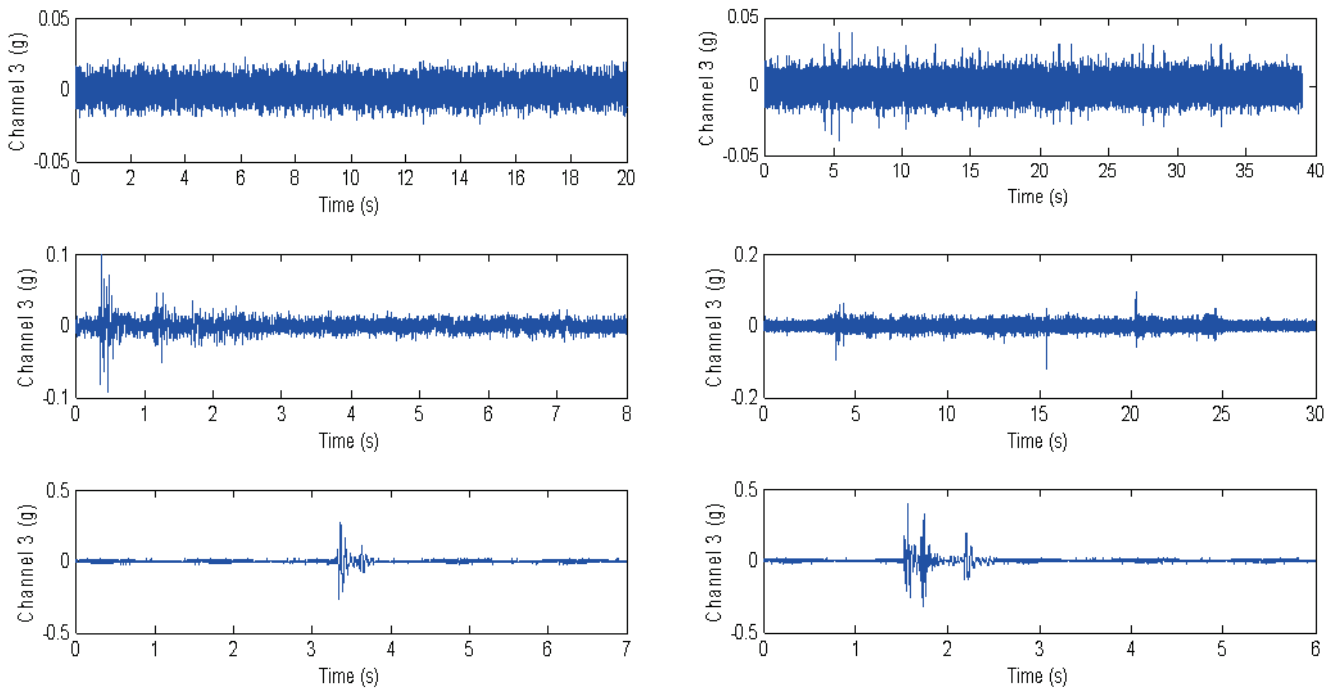 0.05
0
-0.05
Channel 3 (g)
0 2 4 6 8 10 12 14 16 18 20
Time (s)
0.05
0
-0.05
Channel 3 (g)
0 5 10 15 20 25 30 35 40
Time (s)
0.1
0
-0.1
Channel 3 (g)
0 1 2 3 4 5 6 7 8
Time (s)
0.2
0
-0.2
Channel 3 (g)
0 5 10 15 20 25 30
Time (s)
0.5
0
-0.5
Channel 3 (g)
0 1 2 3 4 5 6 7
Time (s)
0.5
0
-0.5
Channel 3 (g)
0 1 2 3 4 5 6
Time (s)